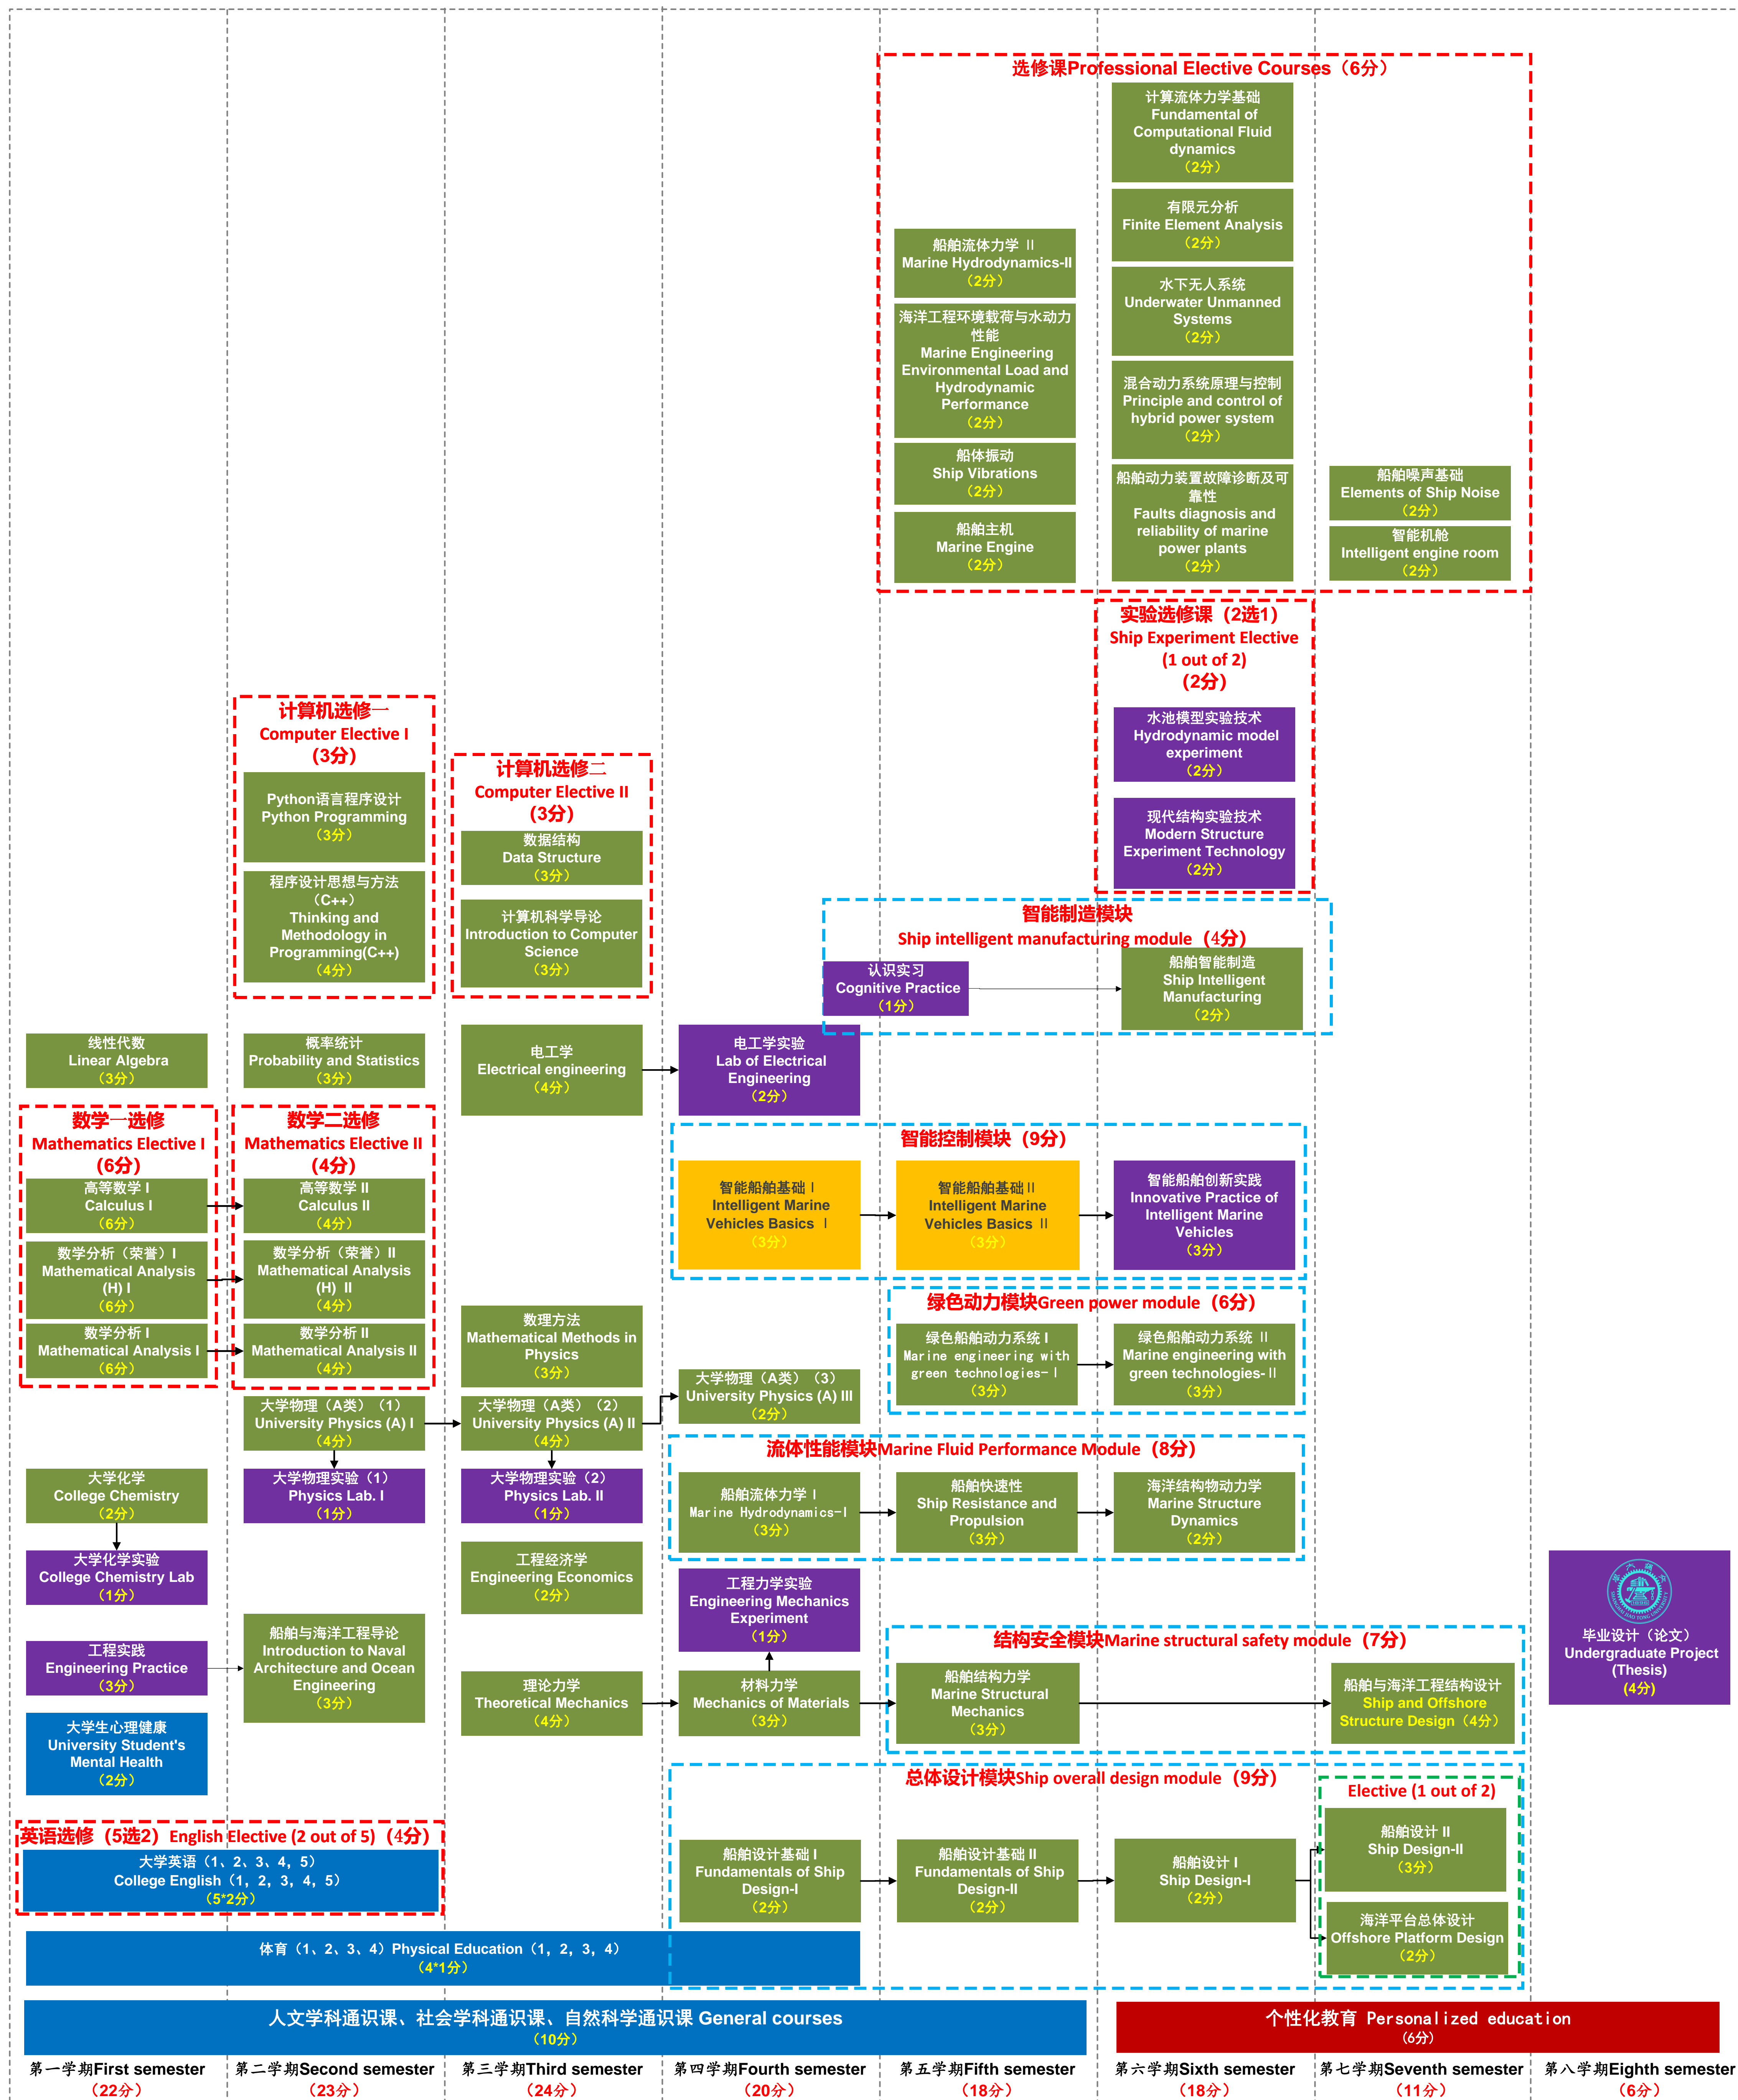 选修课Professional Elective Courses（6分）
计算流体力学基础
Fundamental of
Computational Fluid
dynamics
（2分）
有限元分析
Finite Element Analysis
（2分）
水下无人系统
Underwater Unmanned
Systems
（2分）
混合动力系统原理与控制
Principle and control of
hybrid power system
（2分）
船舶动力装置故障诊断及可
靠性
Faults diagnosis and
reliability of marine
power plants
（2分）
船舶流体力学 Ⅱ
Marine Hydrodynamics-II
（2分）
海洋工程环境载荷与水动力
性能
Marine Engineering
Environmental Load and
Hydrodynamic
Performance
（2分）
船体振动
Ship Vibrations
（2分）
船舶主机
Marine Engine
（2分）
船舶噪声基础
Elements of Ship Noise
（2分）
智能机舱
Intelligent engine room
（2分）
实验选修课（2选1）
Ship Experiment Elective
(1 out of 2)
(2分)
水池模型实验技术
Hydrodynamic model
experiment
（2分）
现代结构实验技术
Modern Structure
Experiment Technology
（2分）
计算机选修一
Computer Elective I
(3分)
Python语言程序设计
Python Programming
（3分）
程序设计思想与方法
（C++）
Thinking and
Methodology in
Programming(C++)
（4分）
计算机选修二
Computer Elective II
(3分)
数据结构
Data Structure
（3分）
计算机科学导论
Introduction to Computer
Science
（3分）
智能制造模块
Ship intelligent manufacturing module（4分）
认识实习
Cognitive Practice
（1分）
船舶智能制造
Ship Intelligent
Manufacturing
（2分）
线性代数
Linear Algebra
（3分）
概率统计
Probability and Statistics
（3分）
电工学
Electrical engineering
（4分）
电工学实验
Lab of Electrical
Engineering
（2分）
数学一选修
Mathematics Elective I
(6分)
高等数学 I
Calculus I
（6分）
数学分析（荣誉）I
Mathematical Analysis
(H) I
（6分）
数学分析 I
Mathematical Analysis I
（6分）
数学二选修
Mathematics Elective II
(4分)
高等数学 II
Calculus II
（4分）
数学分析（荣誉）II
Mathematical Analysis
(H) II
（4分）
数学分析 II
Mathematical Analysis II
（4分）
智能控制模块（9分）
智能船舶基础Ⅰ
Intelligent Marine
Vehicles Basics Ⅰ
（3分）
智能船舶基础Ⅱ
Intelligent Marine
Vehicles Basics Ⅱ
（3分）
智能船舶创新实践
Innovative Practice of
Intelligent Marine
Vehicles
（3分）
绿色动力模块Green power module（6分）
绿色船舶动力系统 I
Marine engineering with
green technologies-Ⅰ
（3分）
绿色船舶动力系统 Ⅱ
Marine engineering with
green technologies-Ⅱ
（3分）
数理方法
Mathematical Methods in
Physics
（3分）
大学物理（A类）（1）
University Physics (A) I
（4分）
大学物理（A类）（2）
University Physics (A) II
（4分）
大学物理（A类）（3）
University Physics (A) III
（2分）
大学物理实验（1）
Physics Lab. I
（1分）
大学物理实验（2）
Physics Lab. II
（1分）
流体性能模块Marine Fluid Performance Module（8分）
船舶流体力学 Ⅰ
Marine Hydrodynamics-I
（3分）
船舶快速性
Ship Resistance and
Propulsion
（3分）
海洋结构物动力学
Marine Structure
Dynamics
（2分）
大学化学
College Chemistry
（2分）
大学化学实验
College Chemistry Lab
（1分）
工程实践
Engineering Practice
（3分）
船舶与海洋工程导论
Introduction to Naval
Architecture and Ocean
Engineering
（3分）
工程经济学
Engineering Economics
（2分）
工程力学实验
Engineering Mechanics
Experiment
（1分）
理论力学
Theoretical Mechanics
（4分）
材料力学
Mechanics of Materials
（3分）
结构安全模块Marine structural safety module（7分）
船舶结构力学
Marine Structural
Mechanics
（3分）
船舶与海洋工程结构设计
Ship and Offshore
Structure Design（4分）
SHANGHAI JIAO TONG UNIVERSITY
毕业设计（论文）
Undergraduate Project
(Thesis)
(4分)
大学生心理健康
University Student's
Mental Health
（2分）
总体设计模块Ship overall design module（9分）
船舶设计基础 I
Fundamentals of Ship
Design-I
（2分）
船舶设计基础 II
Fundamentals of Ship
Design-II
（2分）
船舶设计 I
Ship Design-I
（2分）
Elective (1 out of 2)
船舶设计 II
Ship Design-II
（3分）
海洋平台总体设计
Offshore Platform Design
（2分）
英语选修（5选2）English Elective (2 out of 5)（4分）
大学英语（1、2、3、4，5）
College English（1，2，3，4，5）
（5*2分）
体育（1、2、3、4）Physical Education（1，2，3，4）
（4*1分）
人文学科通识课、社会学科通识课、自然科学通识课 General courses
（10分）
个性化教育 Personalized education
（6分）
第一学期First semester
（22分）
第二学期Second semester
（23分）
第三学期Third semester
（24分）
第四学期Fourth semester
（20分）
第五学期Fifth semester
（18分）
第六学期Sixth semester
（18分）
第七学期Seventh semester
（11分）
第八学期Eighth semester
（6分）